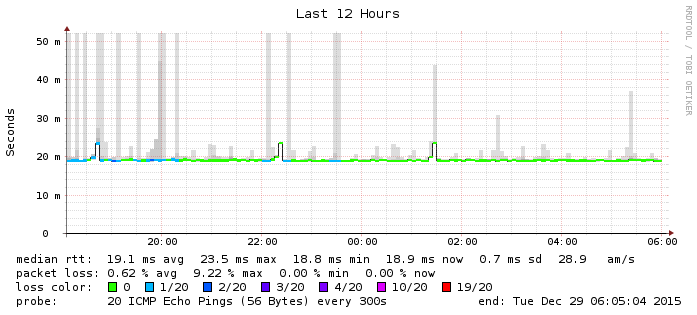 Last 12 Hours
RRDTOOL / TOBI OETIKER
Seconds
50 m
40 m
30 m
20 m
10 m
0
20:00 22:00 00:00 02:00 04:00 06:00
median rtt: 19.1 ms avg 23.5 ms max 18.8 ms min 18.9 ms now 0.7 ms sd 28.9 am/s
packet loss: 0.62 % avg 9.22 % max 0.00 % min 0.00 % now
loss color: 0 1/20 2/20 3/20 4/20 10/20 19/20
probe: 20 ICMP Echo Pings (56 Bytes) every 300s end: Tue Dec 29 06:05:04 2015